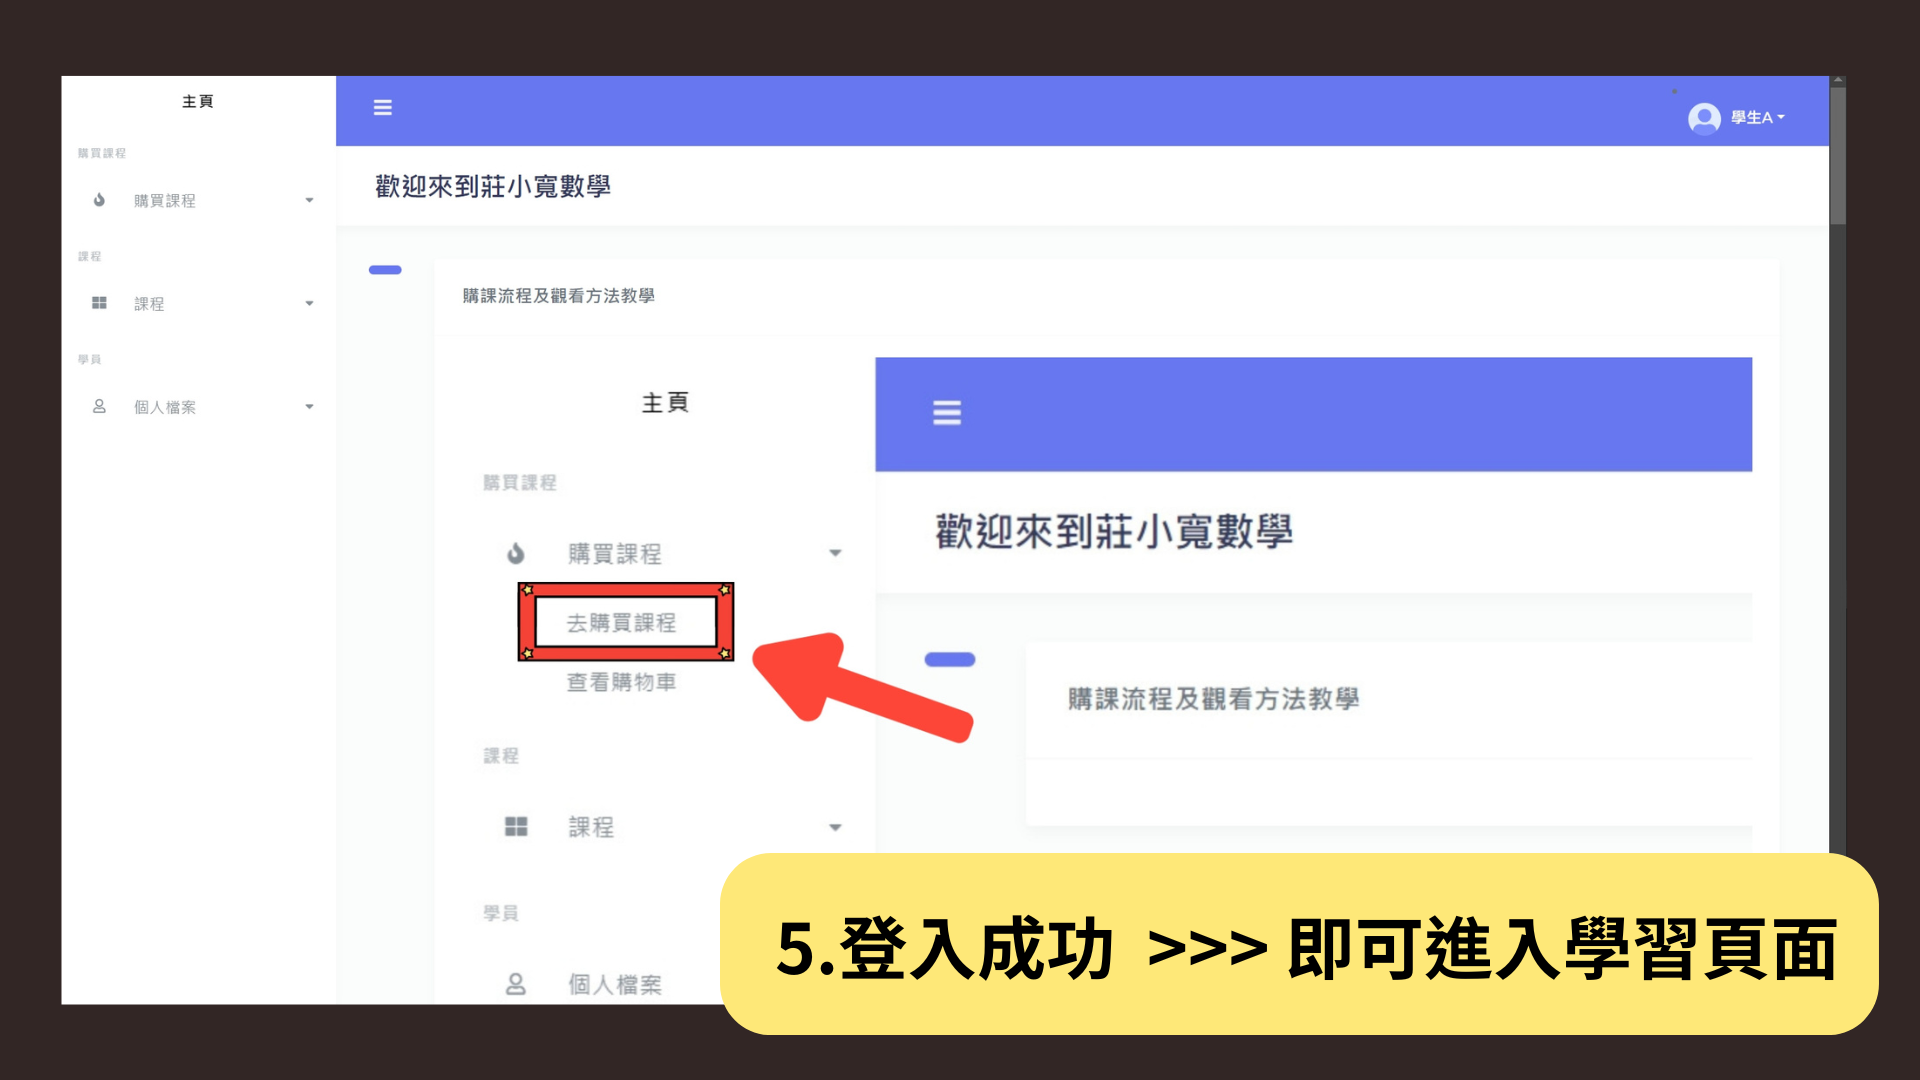 主頁
購買課程
購買課程
課程
課程
學員
個人檔案
學生A
歡迎來到莊小寬數學
購課流程及觀看方法教學
主頁
購買課程
購買課程
去購買課程
查看購物車
課程
課程
學員
個人檔案
歡迎來到莊小寬數學
購課流程及觀看方法教學
5.登入成功 >>> 即可進入學習頁面